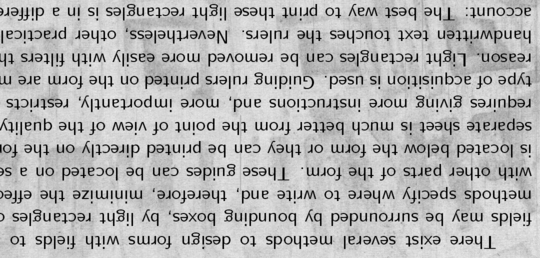 There exist several methods to design forms with fields to
fields may be surrounded by bounding boxes, by light rectangles
methods specify where to write and, therefore, minimize the effec
with other parts of the form. These guides can be located on a se
is located below the form or they can be printed directly on the for
separate sheet is much better from the point of view of the quality
requires giving more instructions and, more importantly, restricts
type of acquisition is used. Guiding rulers printed on the form are m
reason. Light rectangles can be removed more easily with filters th
handwritten text touches the rulers. Nevertheless, other practical
account: The best way to print these light rectangles is in a differe